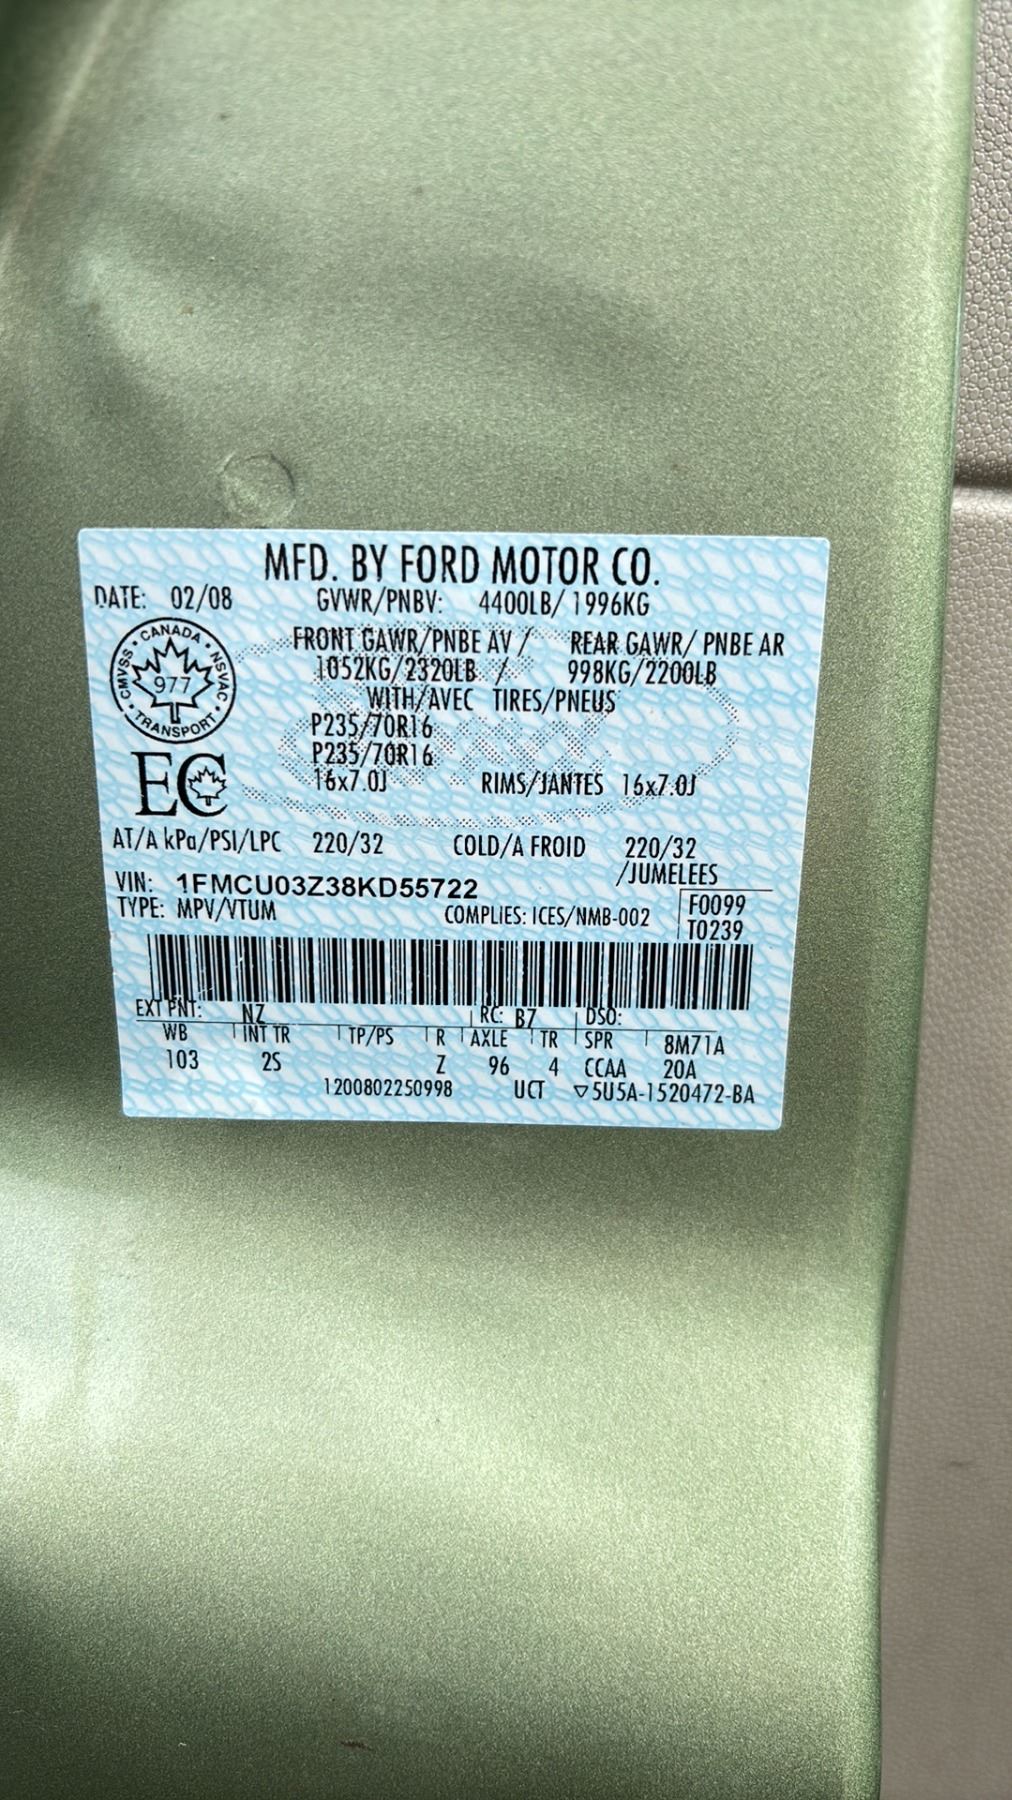 MFD. BY FORD MOTOR CO.
DATE: 02/08 GVWR/PNBV: 4400LB/ 1996KG
FRONT GAWR/PNBE AV / REAR GAWR/ PNBE AR
1052KG/2320LB / 998KG/2200LB
WITH/AVEC TIRES/PNEUS
P235/70R16
P235/70R16
16x7.0J RIMS/JANTES 16x7.0J
CANADA
CMVSS NSVAC
977
TRANSPORT
EC
AT/A kPa/PSI/LPC 220/32 COLD/A FROID 220/32
/JUMELEES
VIN: 1FMCU03Z38KD55722
TYPE: MPV/VTUM COMPLIES: ICES/NMB-002
F0099
T0239
EXT PNT: NZ RC: B7 DSO:
WB INT TR TP/PS R AXLE TR SPR 8M71A
103 2S Z 96 4 CCAA 20A
1200802250998 UCT ▽5U5A-1520472-BA